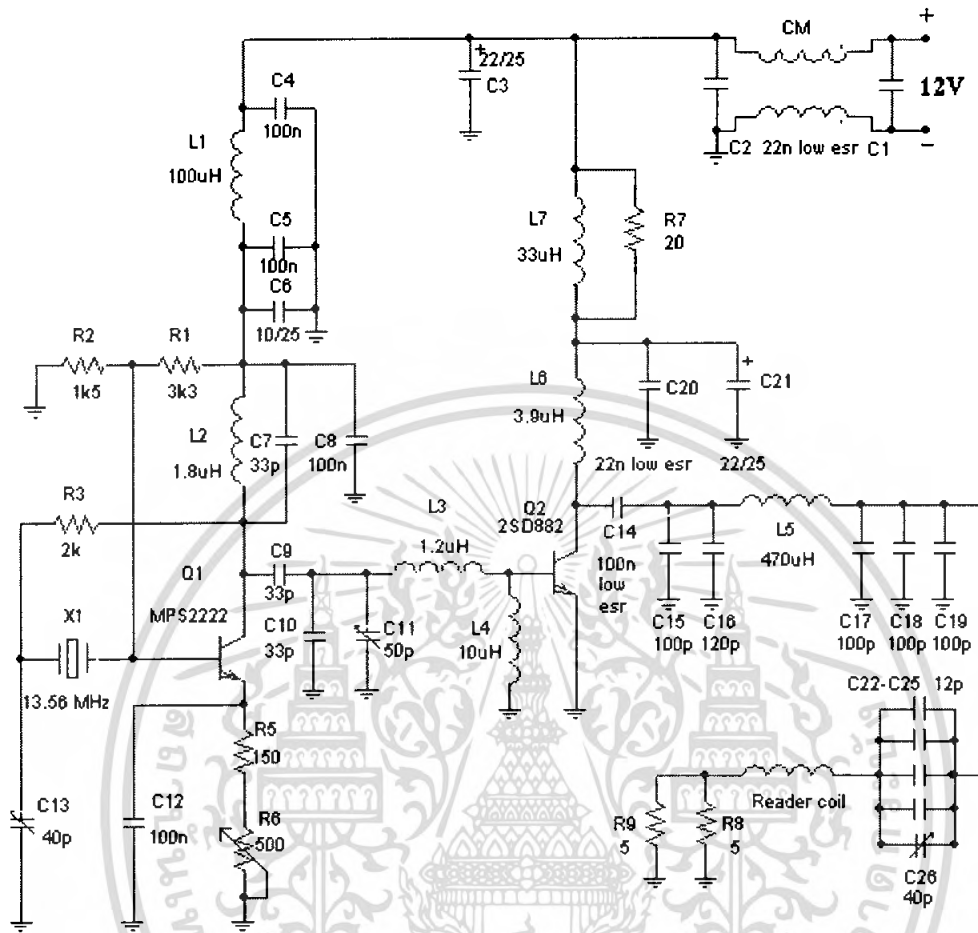 CM
+
22/25
C3
12V
C4
100n
L1
100uH
C2
22n low esr
C1
−
L7
33uH
R7
20
C5
100n
C6
10/25
R2
1k5
R1
3k3
L6
3.9uH
C20
22n low esr
+
C21
22/25
L2
1.8uH
C7
33p
C8
100n
R3
2k
L3
1.2uH
Q2
2SD882
C14
100n
low
esr
L5
470uH
Q1
MPS2222
C9
33p
X1
13.56 MHz
C10
33p
C11
50p
L4
10uH
C15
100p
C16
120p
C17
100p
C18
100p
C19
100p
C22-C25
12p
R5
150
Reader coil
C13
40p
C12
100n
R6
500
R9
5
R8
5
C26
40p